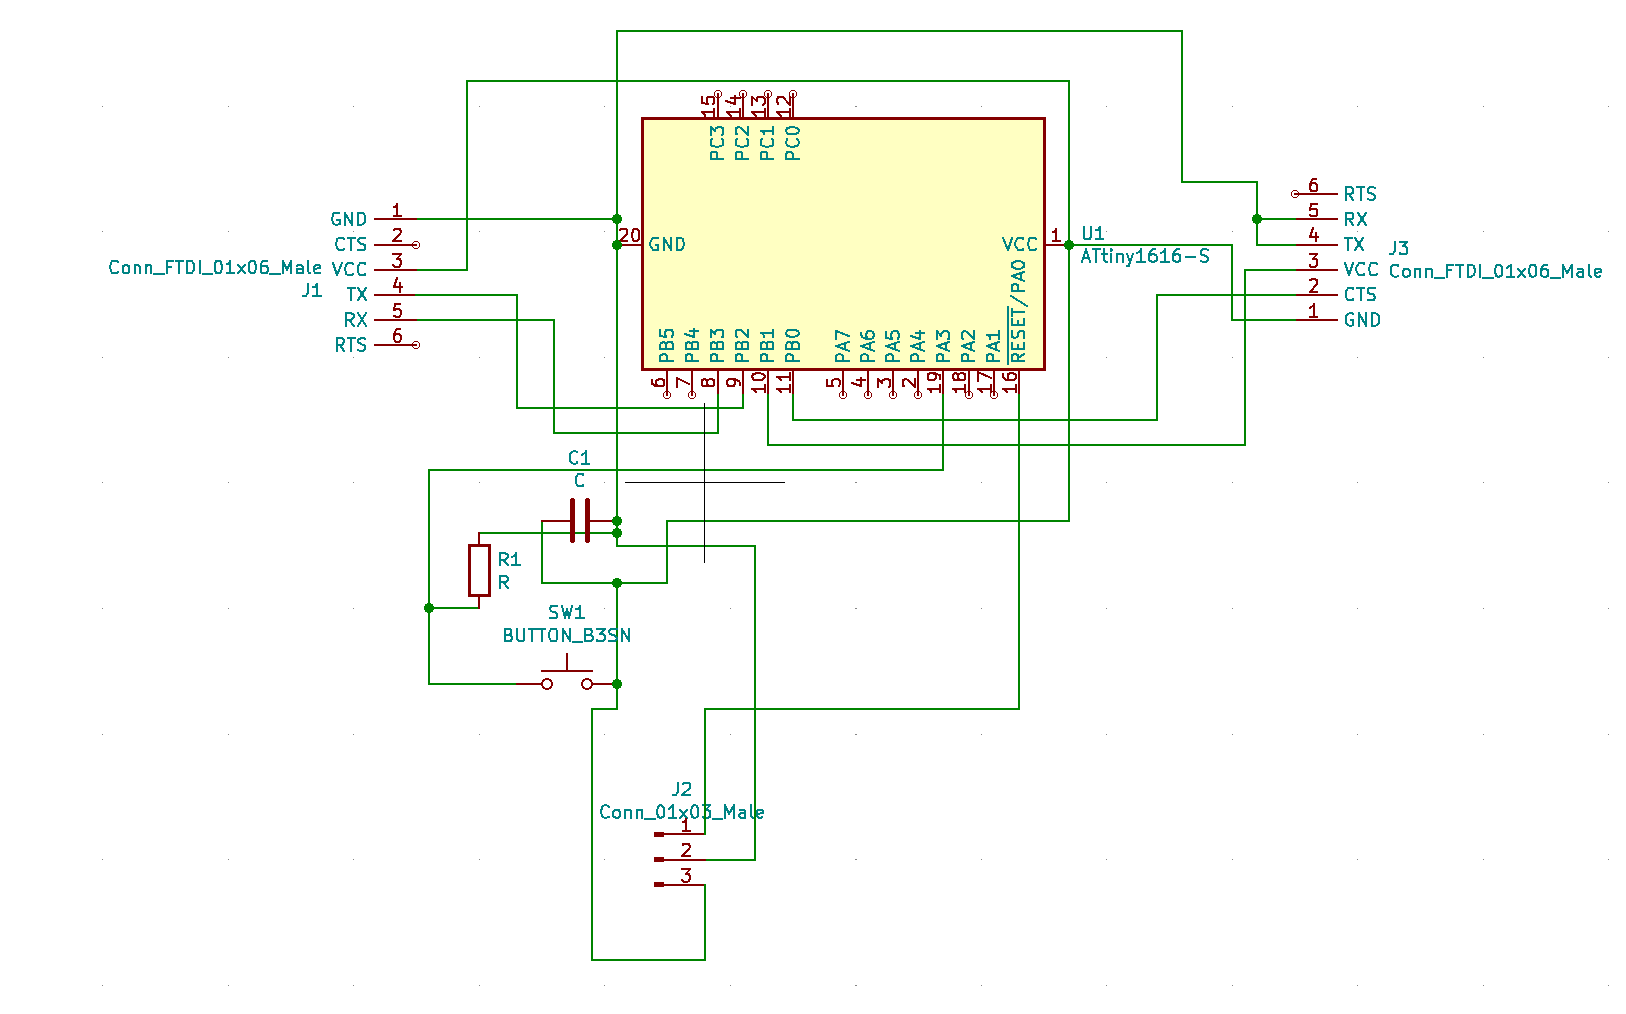 15
14
13
12
PC3
PC2
PC1
PC0
1
GND
2
CTS
3
VCC
Conn_FTDI_01x06_Male
J1
4
TX
5
RX
6
RTS
20
GND
VCC
1
U1
ATtiny1616-S
6
RTS
5
RX
4
TX
3
VCC
2
CTS
1
GND
J3
Conn_FTDI_01x06_Male
PB5
PB4
PB3
PB2
PB1
PB0
PA7
PA6
PA5
PA4
PA3
PA2
PA1
RESET/PA0
6
7
8
9
10
11
5
4
3
2
19
18
17
16
C1
C
R1
R
SW1
BUTTON_B3SN
J2
Conn_01x03_Male
1
2
3